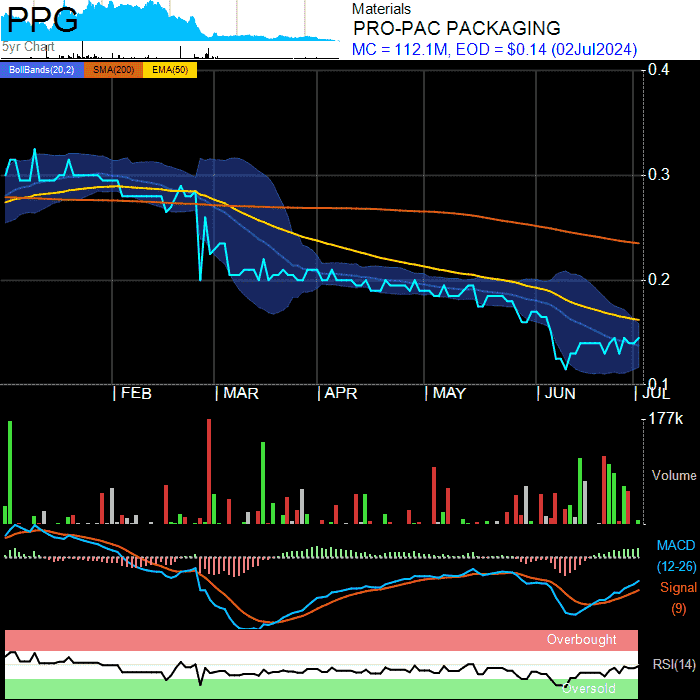 PPG
5yr Chart
Materials
PRO-PAC PACKAGING
MC = 112.1M, EOD = $0.14 (02Jul2024)
BollBands(20,2) SMA(200) EMA(50)
0.4
0.3
0.2
0.1
FEB MAR APR MAY JUN JUL
177k
Volume
MACD
(12-26)
Signal
(9)
Overbought
RSI(14)
Oversold